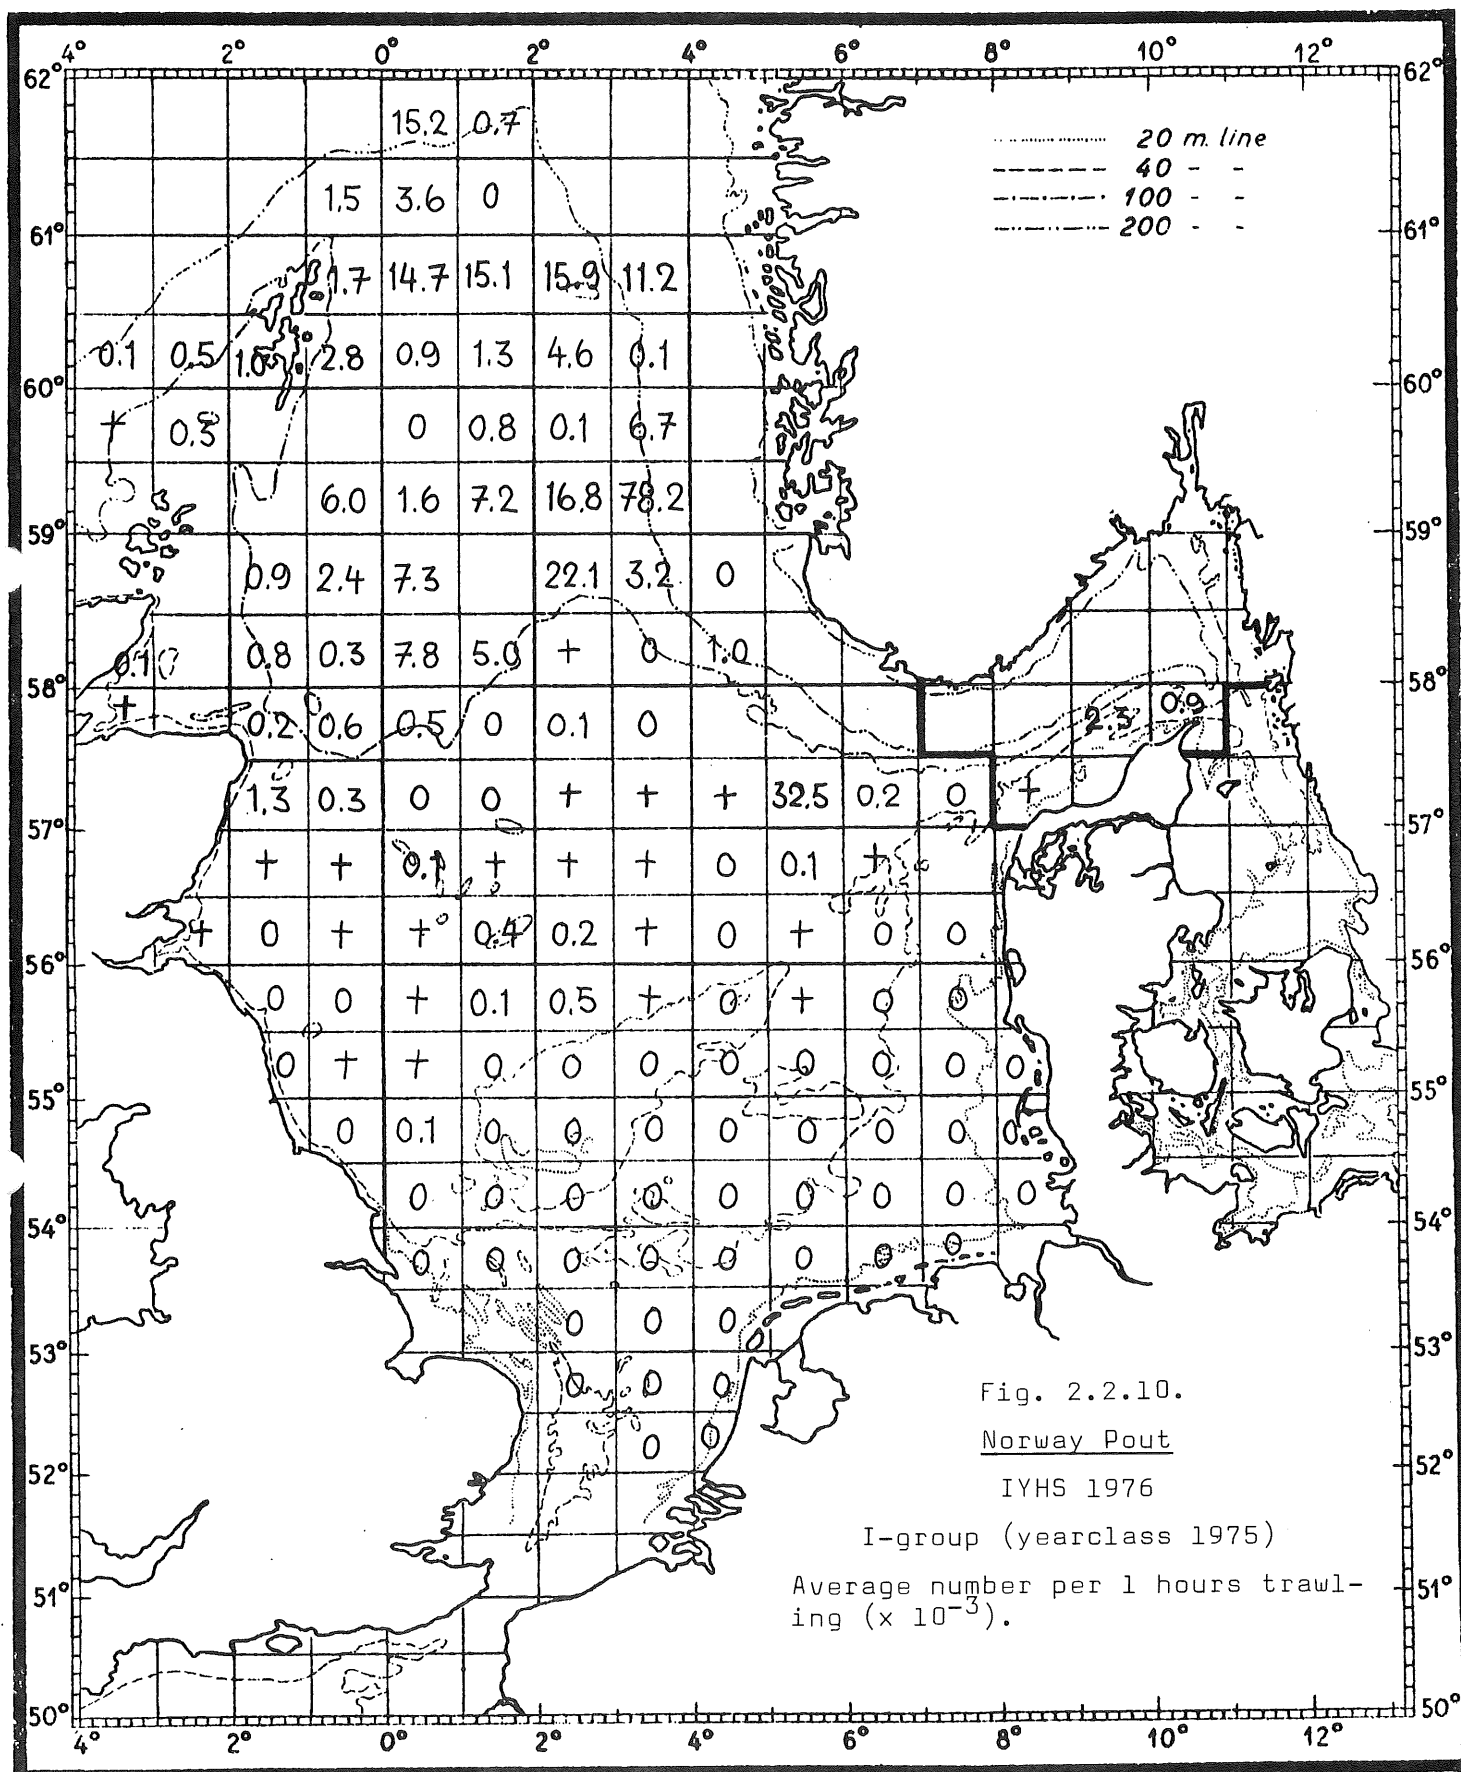 4° 2° 0° 2° 4° 6° 8° 10° 12°
62° 62°
15.2 0.7
20 m. line
40 - -
100 - -
200 - -
1.5 3.6 0
61° 61°
1.7 14.7 15.1 15.9 11.2
0.1 0.5 2.8 0.9 1.3 4.6 0.1
60° 60°
+ 0.3 0 0.8 0.1 6.7
6.0 1.6 7.2 16.8 78.2
59° 59°
0.9 2.4 7.3 22.1 3.2 0
0.1 0.8 0.3 7.8 5.0 + 0 1.0
58° 58°
+ 0.2 0.6 0.5 0 0.1 0 2.3 0.9
1.3 0.3 0 0 + + + 32.5 0.2 0 +
57° 57°
+ + 0.1 + + + 0 0.1 +
+ 0 + + 0.4 0.2 + 0 + 0 0
56° 56°
0 0 + 0.1 0.5 + 0 + 0 0
0 + + 0 0 0 0 0 0 0 0
55° 55°
0 0.1 0 0 0 0 0 0 0 0
0 0 0 0 0 0 0 0 0
54° 54°
0 0 0 0 0 0 0 0
0 0 0
53° 53°
0 0 0
0 0
52° 52°
Fig. 2.2.10.
Norway Pout
IYHS 1976
I-group (yearclass 1975)
Average number per 1 hours trawl-
ing (x 10⁻³).
51° 51°
50° 50°
4° 2° 0° 2° 4° 6° 8° 10° 12°